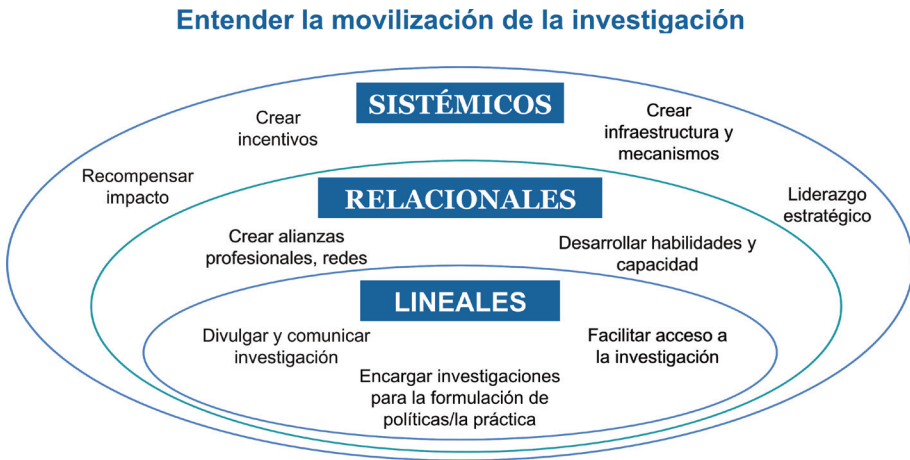 Entender la movilización de la investigación
SISTÉMICOS
Crear
incentivos
Crear
infraestructura y
mecanismos
Recompensar
impacto
Liderazgo
estratégico
RELACIONALES
Crear alianzas
profesionales, redes
Desarrollar habilidades y
capacidad
LINEALES
Divulgar y comunicar
investigación
Facilitar acceso a
la investigación
Encargar investigaciones
para la formulación de
políticas/la práctica